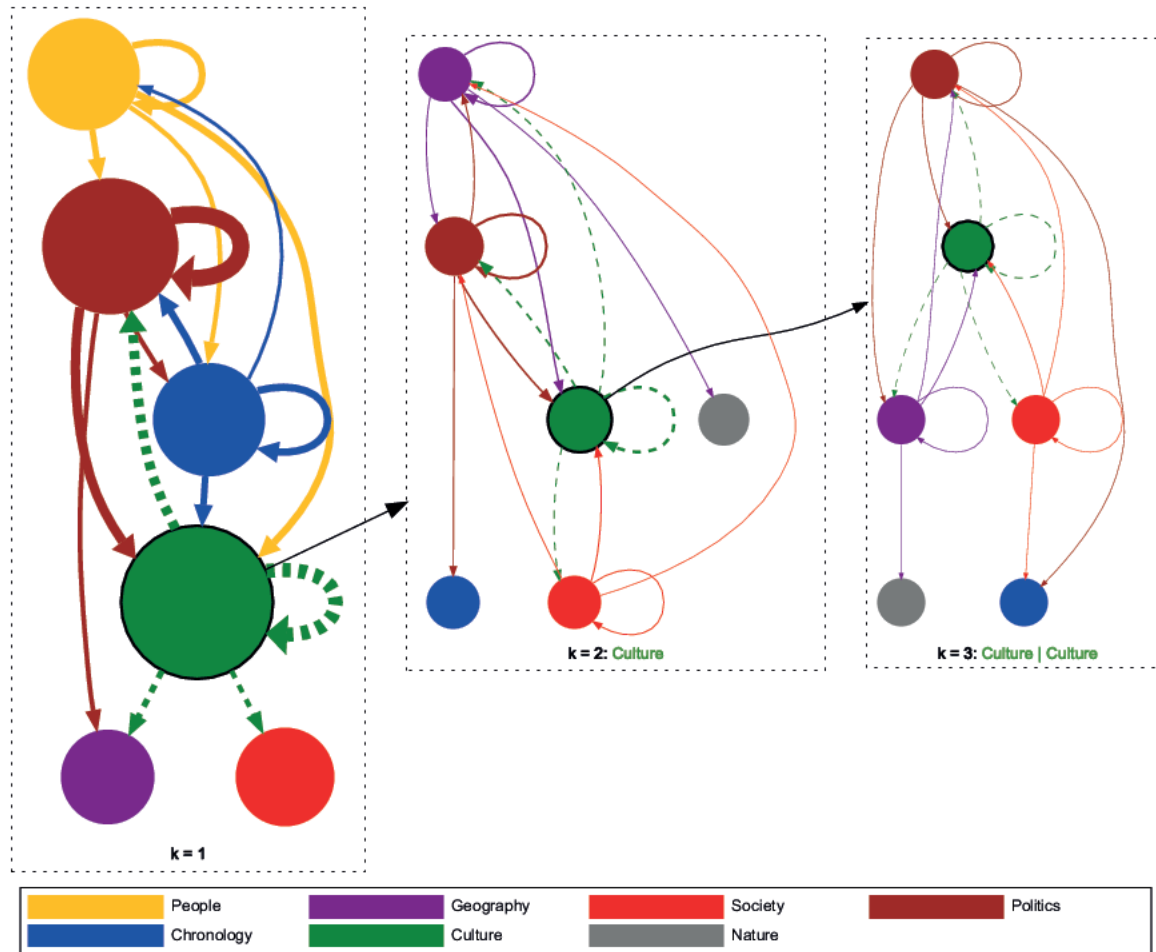 k = 2: Culture
k = 3: Culture | Culture
k = 1
People
Geography
Society
Politics
Chronology
Culture
Nature